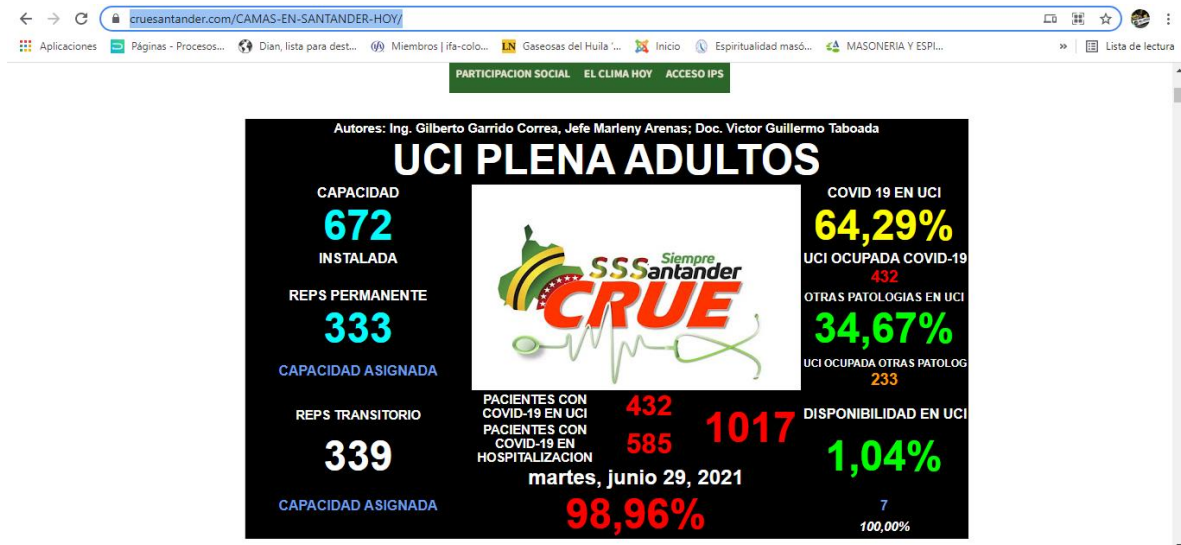 cruesantander.com/CAMAS-EN-SANTANDER-HOY/
Aplicaciones Páginas - Procesos... Dian, lista para dest... Miembros | ifa-colo... LN Gaseosas del Huila '... Inicio Espiritualidad masó... MASONERIA Y ESPI... » Lista de lectura
PARTICIPACION SOCIAL EL CLIMA HOY ACCESO IPS
Autores: Ing. Gilberto Garrido Correa, Jefe Marleny Arenas; Doc. Victor Guillermo Taboada
UCI PLENA ADULTOS
CAPACIDAD
672
INSTALADA
REPS PERMANENTE
333
CAPACIDAD ASIGNADA
REPS TRANSITORIO
339
CAPACIDAD ASIGNADA
Siempre
SSSantander
CRUE
PACIENTES CON
COVID-19 EN UCI
432
PACIENTES CON
COVID-19 EN
HOSPITALIZACION
585
1017
martes, junio 29, 2021
98,96%
COVID 19 EN UCI
64,29%
UCI OCUPADA COVID-19
432
OTRAS PATOLOGIAS EN UCI
34,67%
UCI OCUPADA OTRAS PATOLOG
233
DISPONIBILIDAD EN UCI
1,04%
7
100,00%